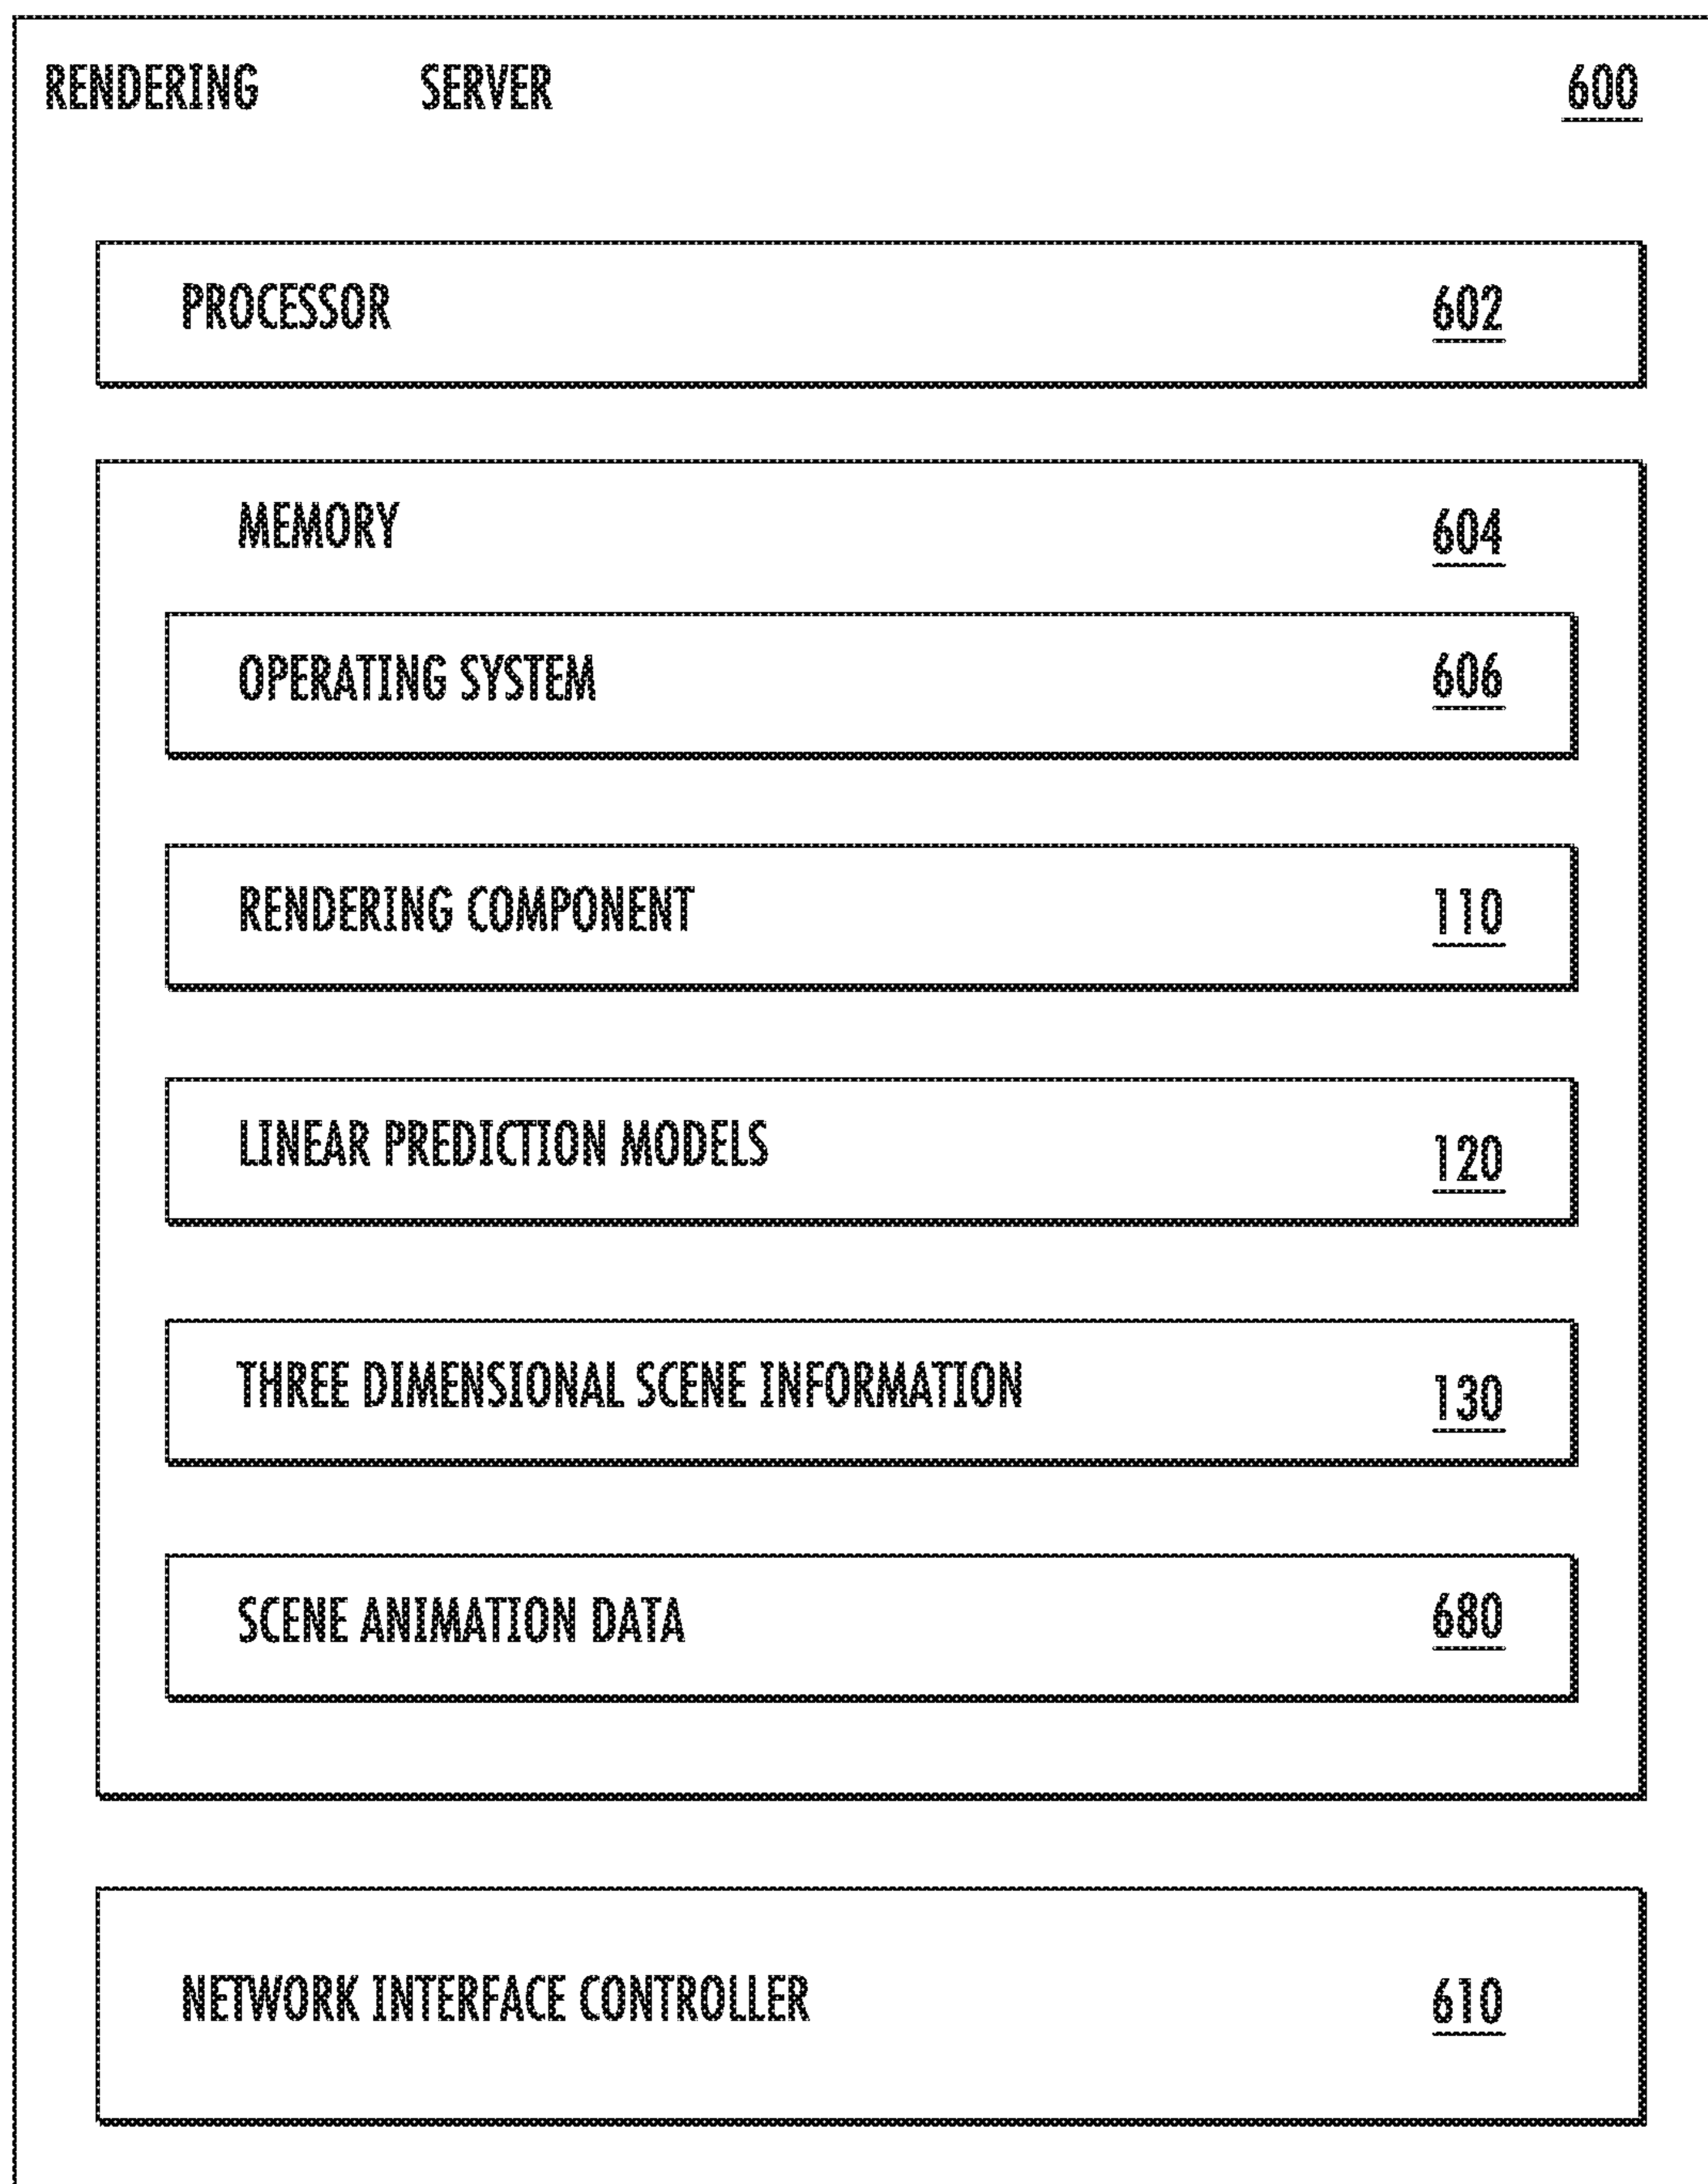 RENDERING SERVER 600
PROCESSOR 602
MEMORY 604
OPERATING SYSTEM 606
RENDERING COMPONENT 110
LINEAR PREDICTION MODELS 120
THREE DIMENSIONAL SCENE INFORMATION 130
SCENE ANIMATION DATA 680
NETWORK INTERFACE CONTROLLER 610